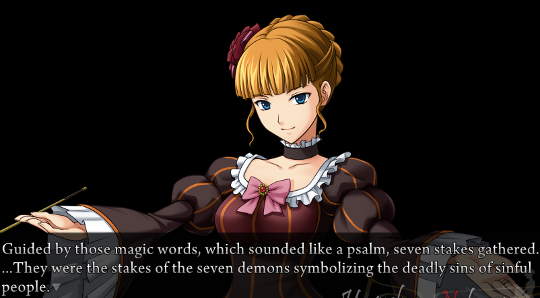 Guided by those magic words, which sounded like a psalm, seven stakes gathered.
...They were the stakes of the seven demons symbolizing the deadly sins of sinful
people.